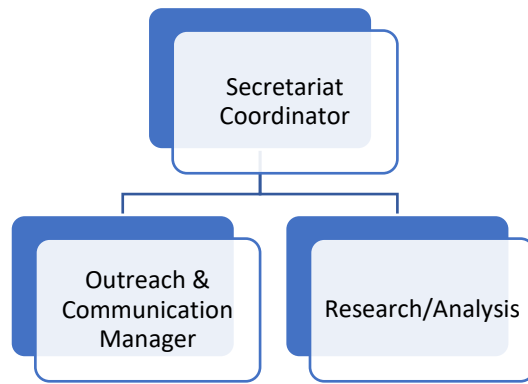 Secretariat
Coordinator
Outreach &
Communication
Manager
Research/Analysis